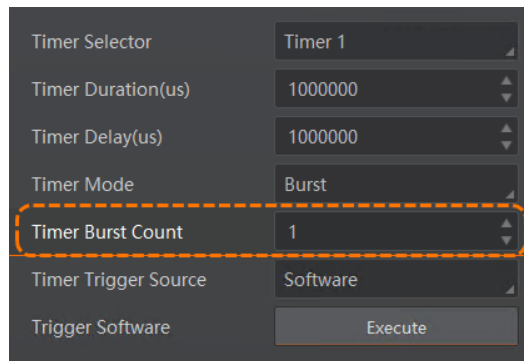 Timer Selector Timer 1
Timer Duration(us) 1000000
Timer Delay(us) 1000000
Timer Mode Burst
Timer Burst Count 1
Timer Trigger Source Software
Trigger Software Execute